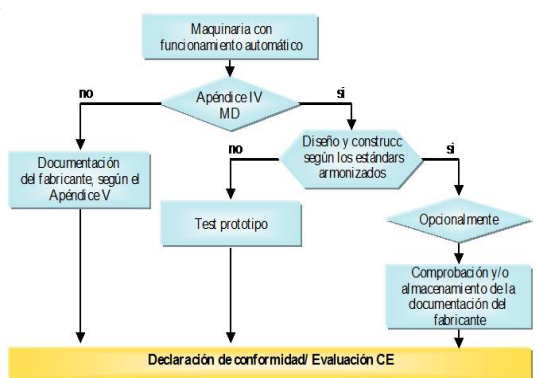 Maquinaria con
funcionamiento automático
no
Apéndice IV
MD
si
Documentación
del fabricante, según el
Apéndice V
no
Diseño y construcc
según los estándars
armonizados
si
Test prototipo
Opcionalmente
Comprobación y/o
almacenamiento de la
documentación del
fabricante
Declaración de conformidad/ Evaluación CE